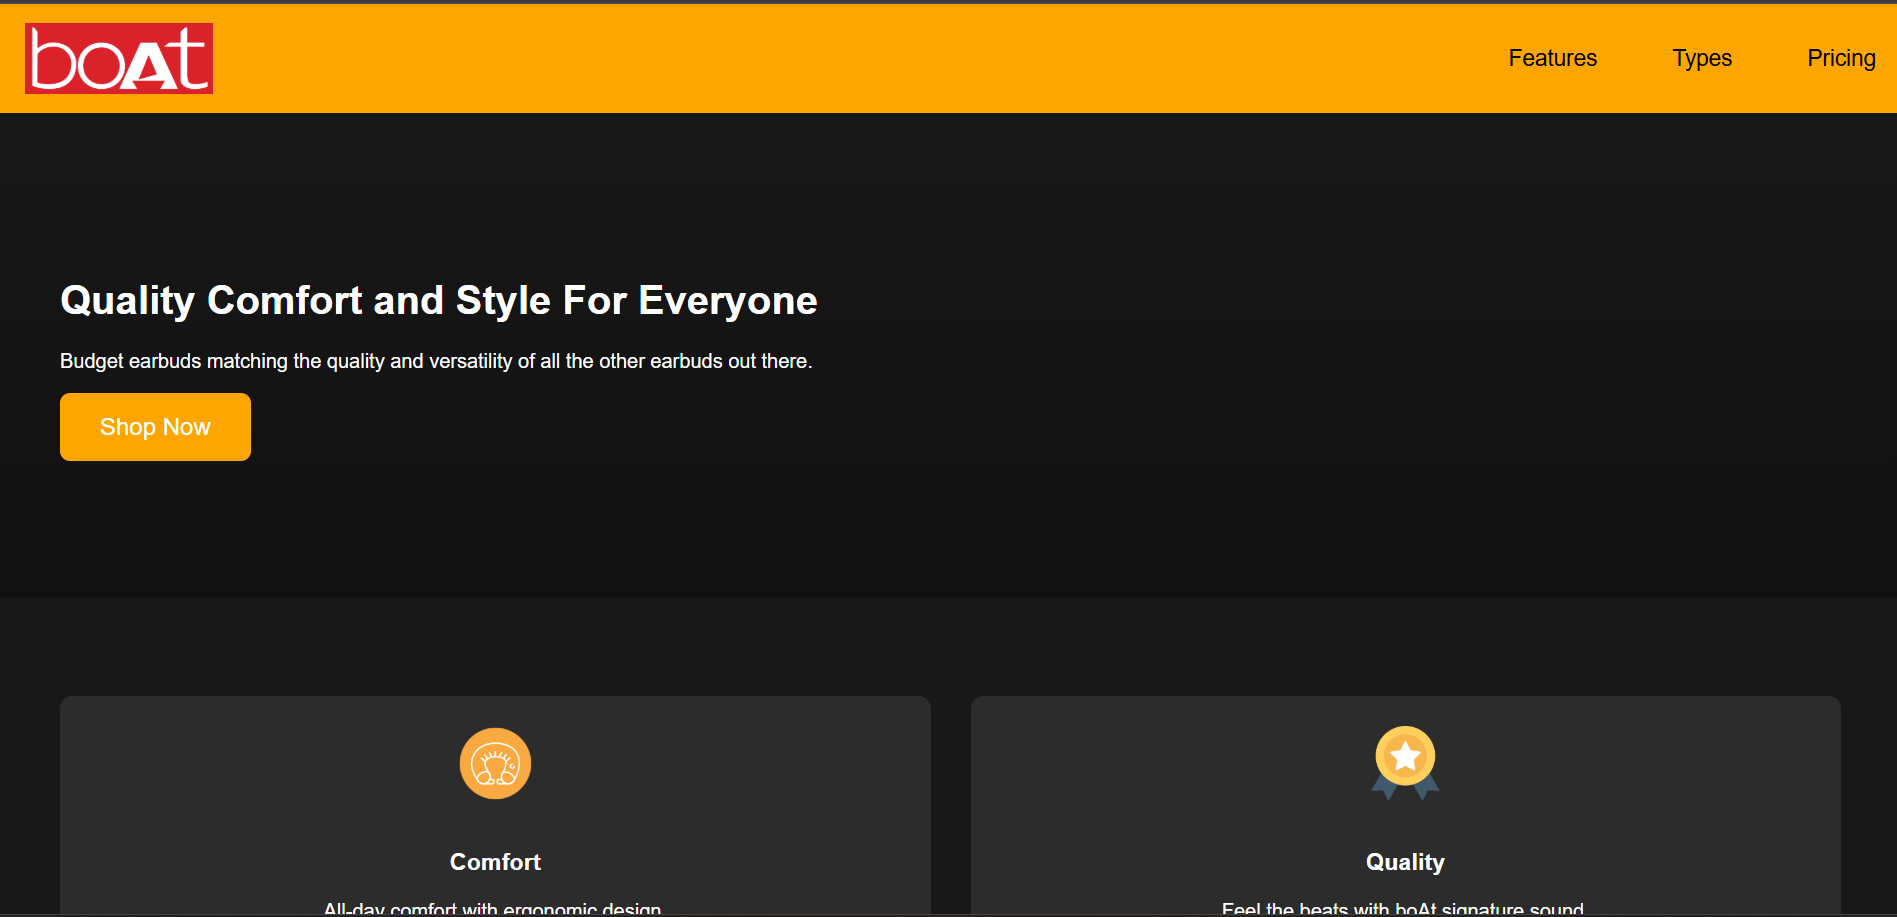 boAt
Features Types Pricing
Quality Comfort and Style For Everyone
Budget earbuds matching the quality and versatility of all the other earbuds out there.
Shop Now
Comfort
All-day comfort with ergonomic design
Quality
Feel the beats with boAt signature sound